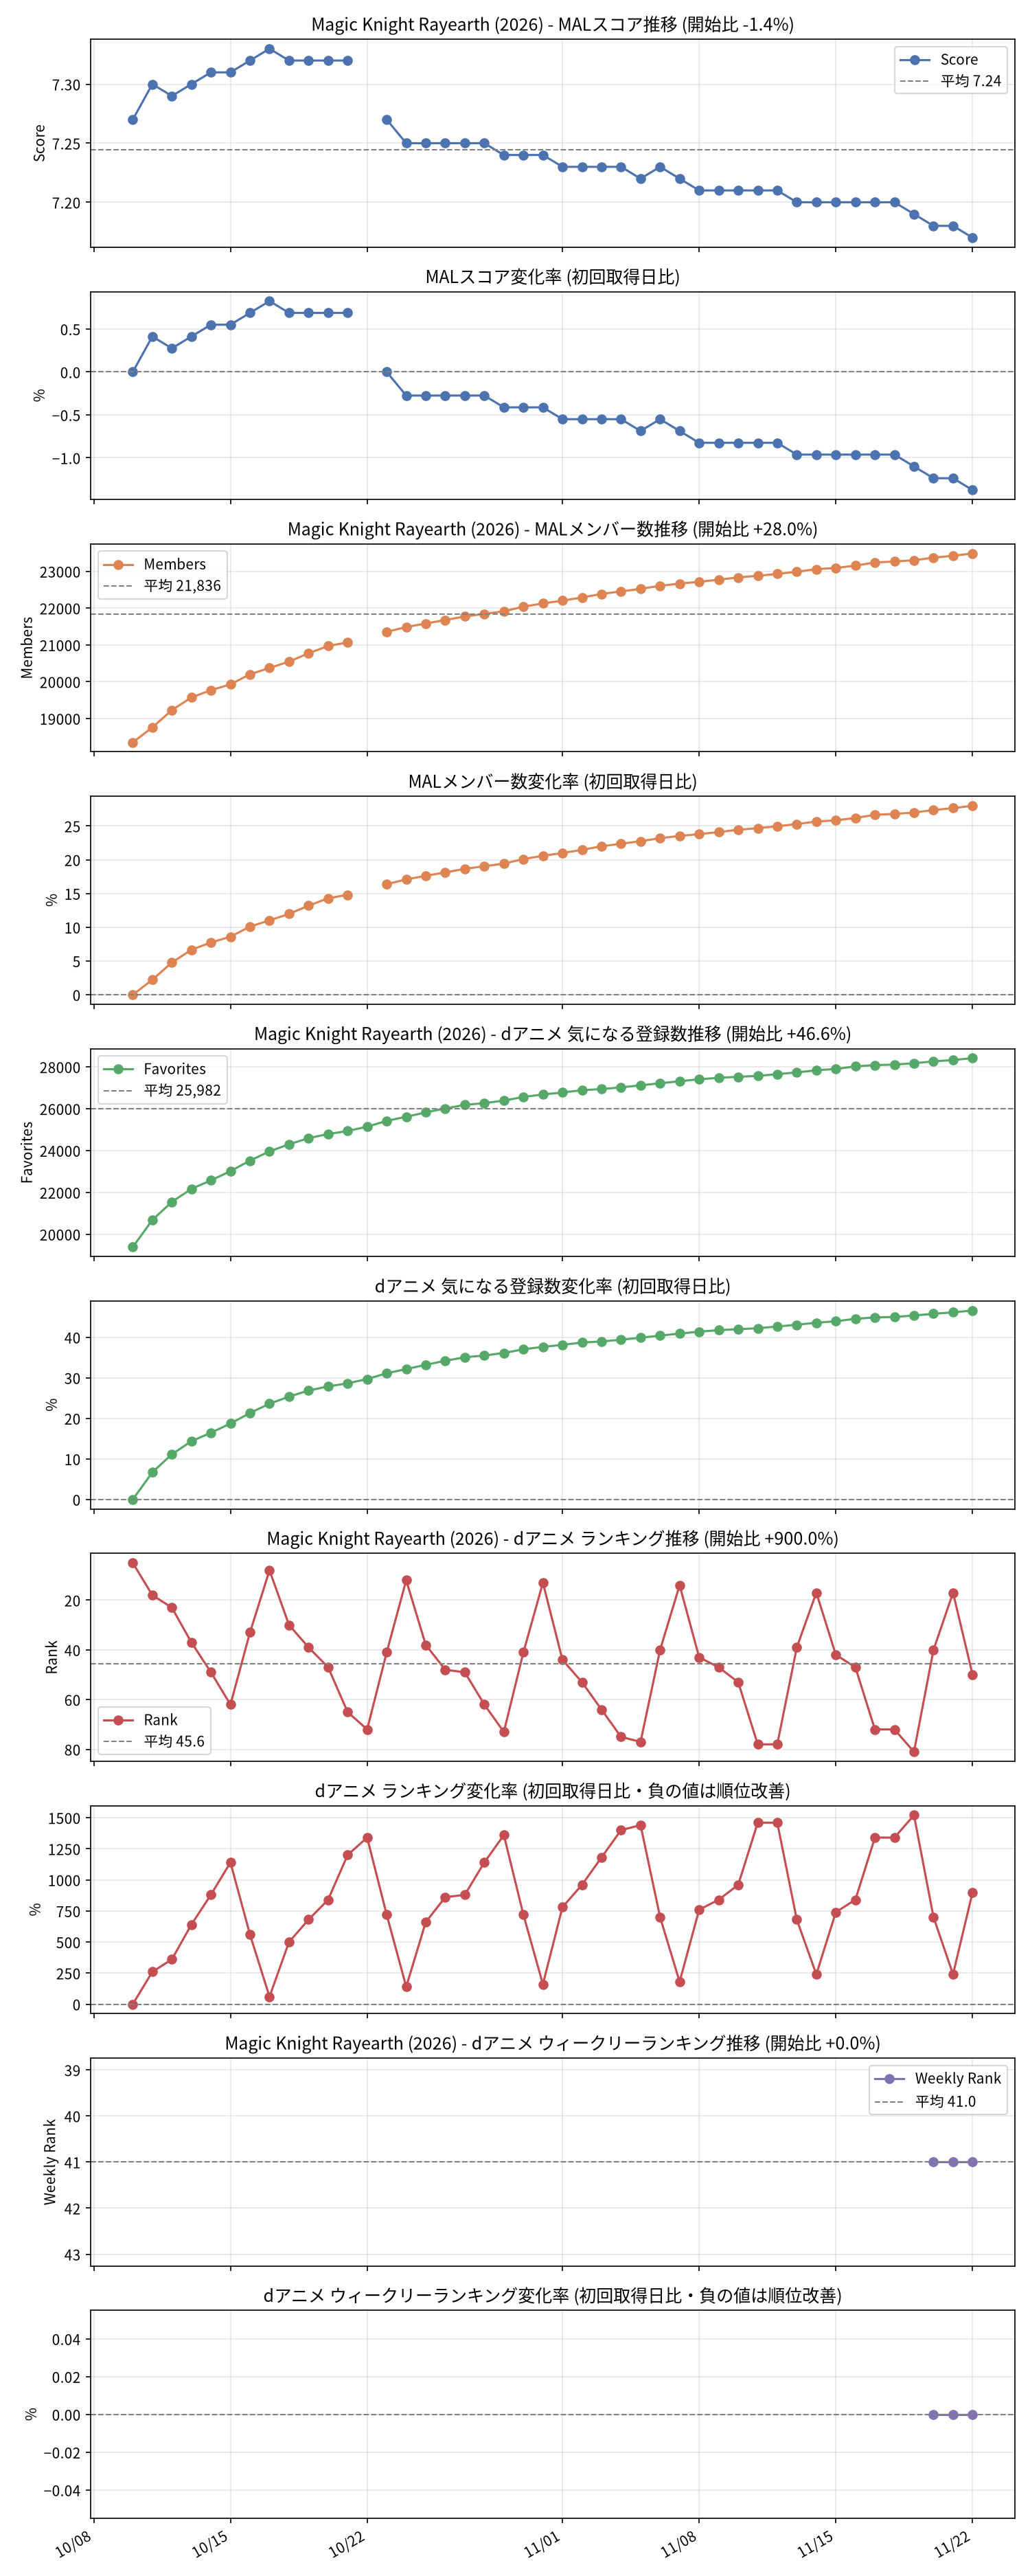 Magic Knight Rayearth (2026) - MALスコア推移 (開始比 -1.4%)
Score
平均 7.24
7.30
7.25
7.20
Score
MALスコア変化率 (初回取得日比)
0.5
0.0
−0.5
−1.0
%
Magic Knight Rayearth (2026) - MALメンバー数推移 (開始比 +28.0%)
Members
平均 21,836
23000
22000
21000
20000
19000
Members
MALメンバー数変化率 (初回取得日比)
25
20
15
10
5
0
%
Magic Knight Rayearth (2026) - dアニメ 気になる登録数推移 (開始比 +46.6%)
Favorites
平均 25,982
28000
26000
24000
22000
20000
Favorites
dアニメ 気になる登録数変化率 (初回取得日比)
40
30
20
10
0
%
Magic Knight Rayearth (2026) - dアニメ ランキング推移 (開始比 +900.0%)
20
40
60
80
Rank
Rank
平均 45.6
dアニメ ランキング変化率 (初回取得日比・負の値は順位改善)
1500
1250
1000
750
500
250
0
%
Magic Knight Rayearth (2026) - dアニメ ウィークリーランキング推移 (開始比 +0.0%)
Weekly Rank
平均 41.0
39
40
41
42
43
Weekly Rank
dアニメ ウィークリーランキング変化率 (初回取得日比・負の値は順位改善)
0.04
0.02
0.00
−0.02
−0.04
%
10/08
10/15
10/22
11/01
11/08
11/15
11/22